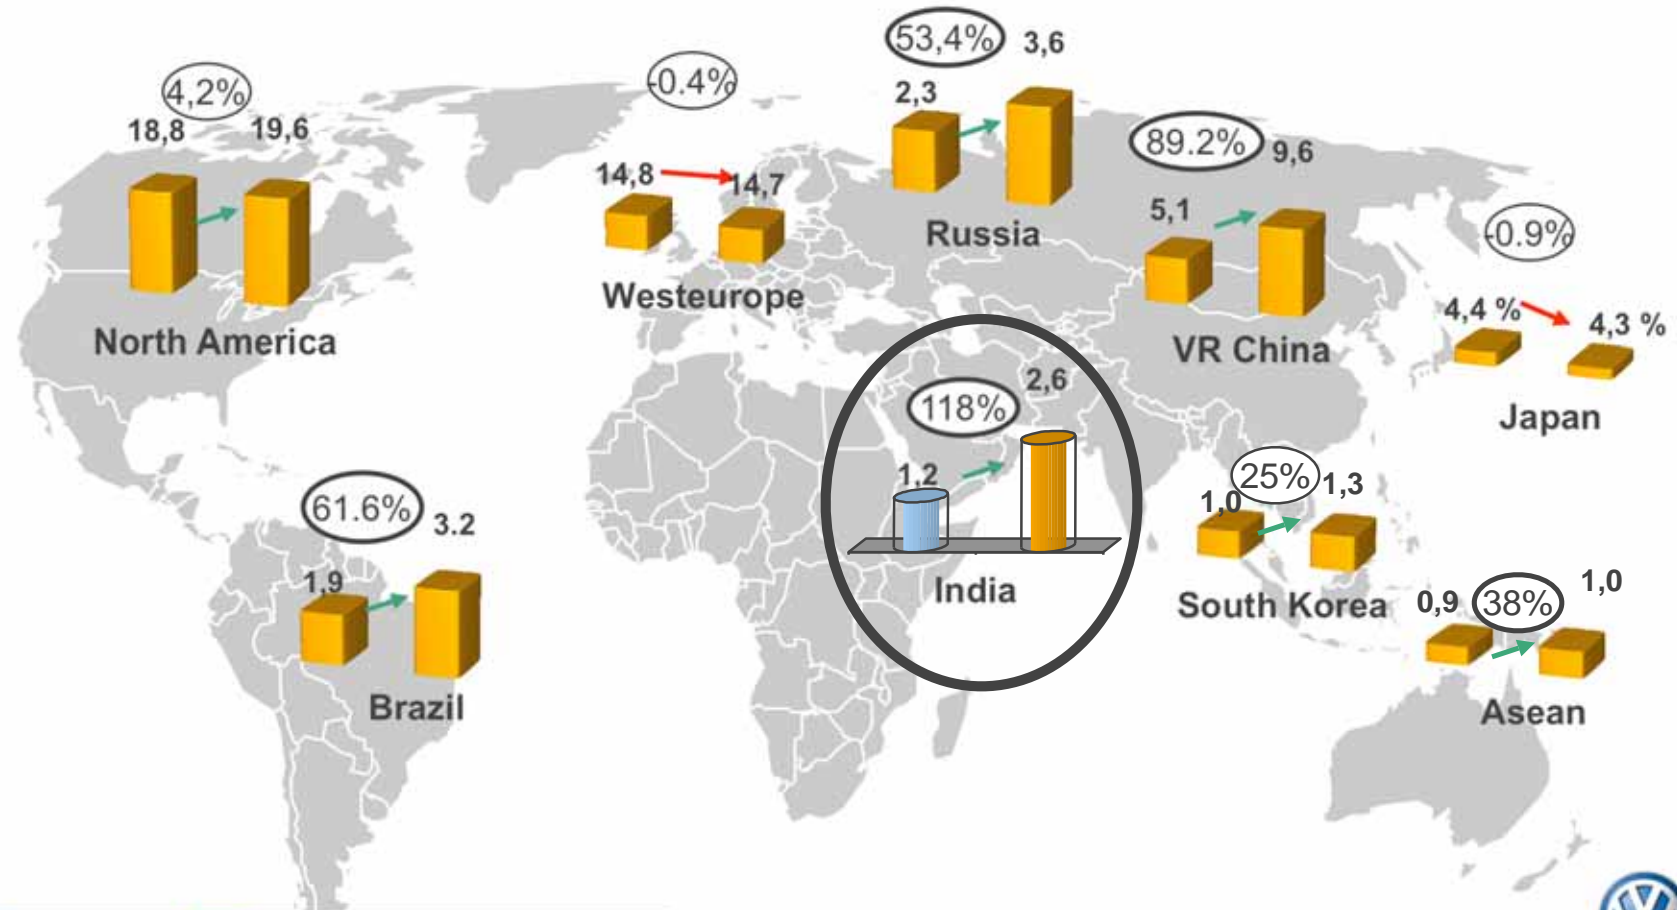 4,2%
18,8 19,6
North America
-0.4%
14,8 14,7
Westeurope
53,4% 3,6
2,3
Russia
89.2% 9,6
5,1
VR China
-0.9%
4,4 % 4,3 %
Japan
118% 2,6
1,2
India
25%
1,0 1,3
South Korea
0,9 38% 1,0
Asean
61.6% 3.2
1,9
Brazil